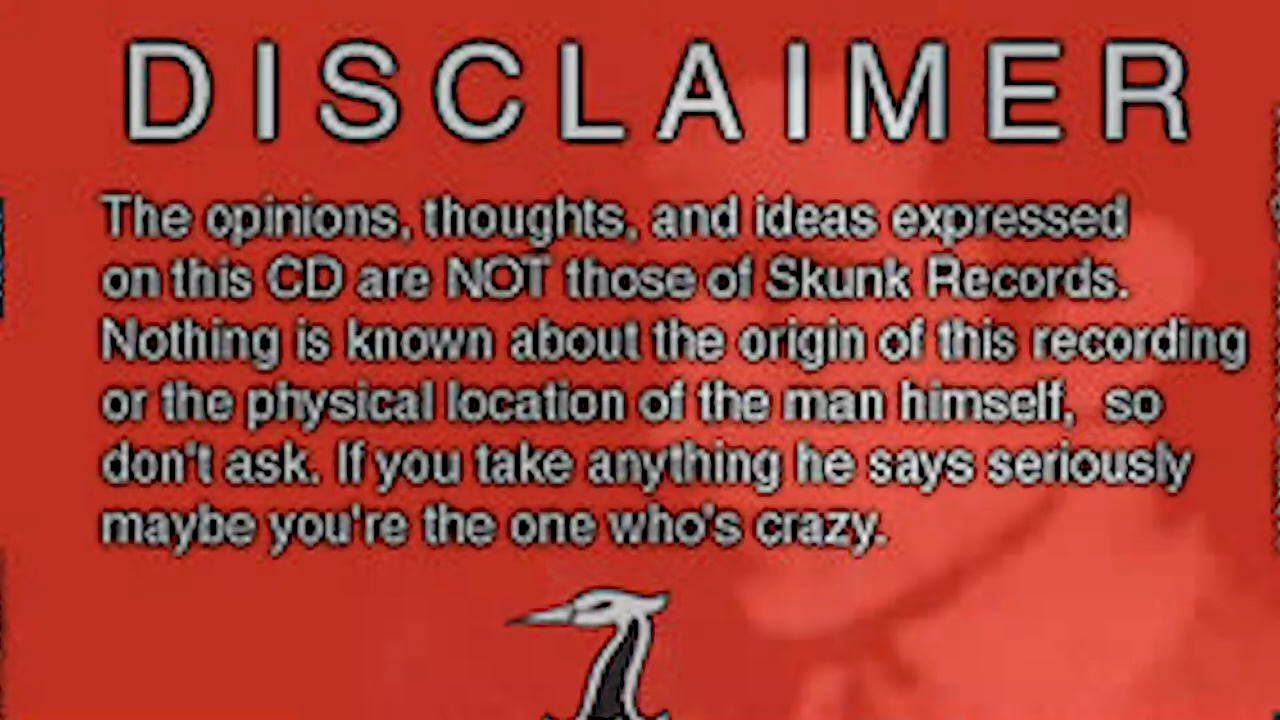 DISCLAIMER
The opinions, thoughts, and ideas expressed
on this CD are NOT those of Skunk Records.
Nothing is known about the origin of this recording
or the physical location of the man himself, so
don't ask. If you take anything he says seriously
maybe you're the one who's crazy.